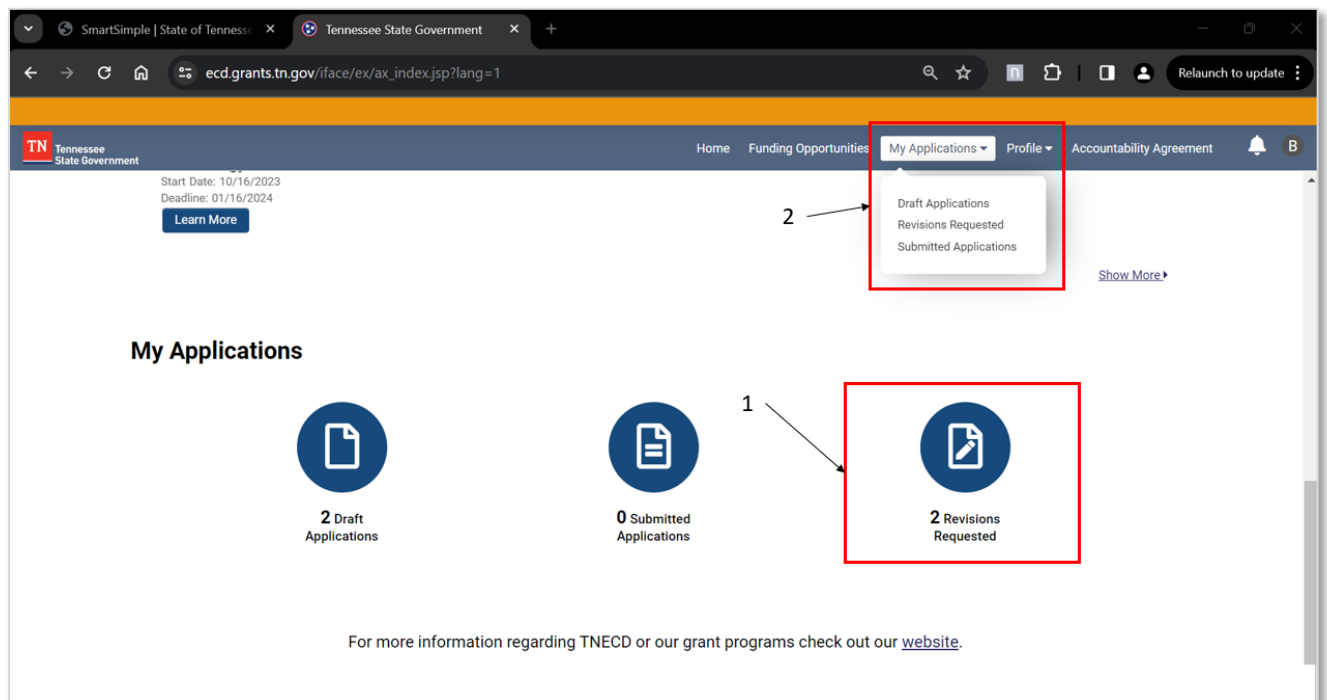 SmartSimple | State of Tennesse
Tennessee State Government
ecd.grants.tn.gov/iface/ex/ax_index.jsp?lang=1
Relaunch to update
TN Tennessee
State Government
Home Funding Opportunities My Applications Profile Accountability Agreement B
Start Date: 10/16/2023
Deadline: 01/16/2024
Learn More
2
Draft Applications
Revisions Requested
Submitted Applications
Show More
My Applications
1
2 Draft
Applications
0 Submitted
Applications
2 Revisions
Requested
For more information regarding TNECD or our grant programs check out our website.